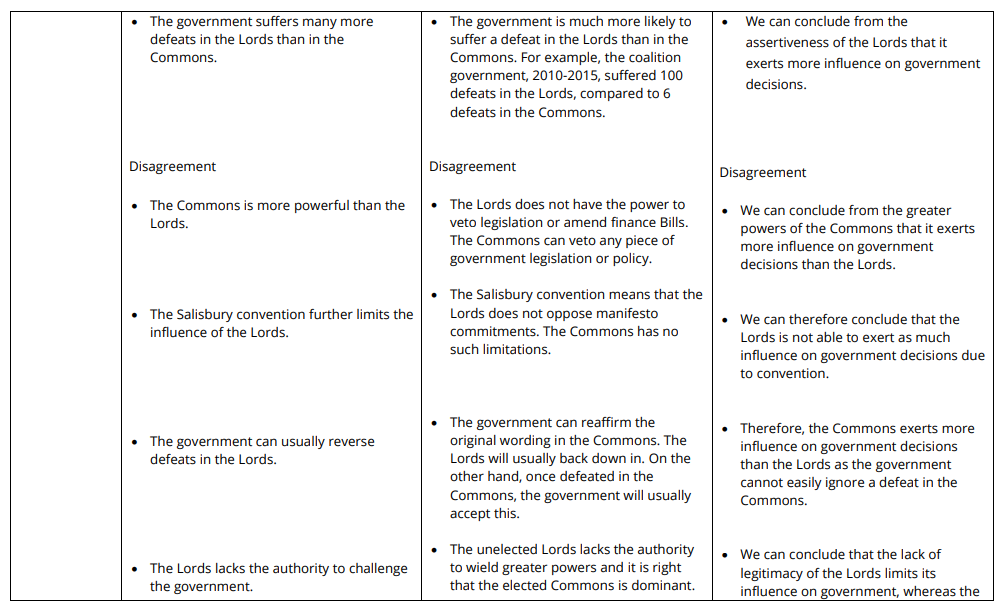 • The government suffers many more
defeats in the Lords than in the
Commons.
Disagreement
• The Commons is more powerful than the
Lords.
• The Salisbury convention further limits the
influence of the Lords.
• The government can usually reverse
defeats in the Lords.
• The Lords lacks the authority to challenge
the government.
• The government is much more likely to
suffer a defeat in the Lords than in the
Commons. For example, the coalition
government, 2010-2015, suffered 100
defeats in the Lords, compared to 6
defeats in the Commons.
Disagreement
• The Lords does not have the power to
veto legislation or amend finance Bills.
The Commons can veto any piece of
government legislation or policy.
• The Salisbury convention means that the
Lords does not oppose manifesto
commitments. The Commons has no
such limitations.
• The government can reaffirm the
original wording in the Commons. The
Lords will usually back down in. On the
other hand, once defeated in the
Commons, the government will usually
accept this.
• The unelected Lords lacks the authority
to wield greater powers and it is right
that the elected Commons is dominant.
• We can conclude from the
assertiveness of the Lords that it
exerts more influence on government
decisions.
Disagreement
• We can conclude from the greater
powers of the Commons that it exerts
more influence on government
decisions than the Lords.
• We can therefore conclude that the
Lords is not able to exert as much
influence on government decisions due
to convention.
• Therefore, the Commons exerts more
influence on government decisions
than the Lords as the government
cannot easily ignore a defeat in the
Commons.
• We can conclude that the lack of
legitimacy of the Lords limits its
influence on government, whereas the